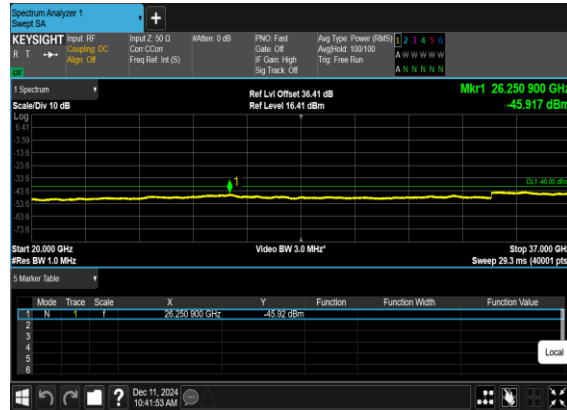 Spectrum Analyzer 1
Swept SA
+
KEYSIGHT Input: RF Input Z: 50 Ω #Atten: 0 dB PNO: Fast Avg Type: Power (RMS) 1 2 3 4 5 6
R T Coupling: DC Corr CCorr Gate: Off Avg|Hold: 100/100 A W W W W W
Align: Off Freq Ref: Int (S) IF Gain: High Trig: Free Run
Sig Track: Off A N N N N N
1 Spectrum
Ref Lvl Offset 36.41 dB Mkr1 26.250 900 GHz
Scale/Div 10 dB Ref Level 16.41 dBm -45.917 dBm
Log
6.41
-3.59
-13.6
-23.6
-33.6 DL1 -40.00 dBm
-43.6
-53.6
-63.6
-73.6
1
Start 20.000 GHz Video BW 3.0 MHz* Stop 37.000 GHz
#Res BW 1.0 MHz Sweep 29.3 ms (40001 pts)
5 Marker Table
Mode Trace Scale X Y Function Function Width Function Value
1 N 1 f 26.250 900 GHz -45.92 dBm
2
3
4
5
6
Local
? Dec 11, 2024
10:41:53 AM